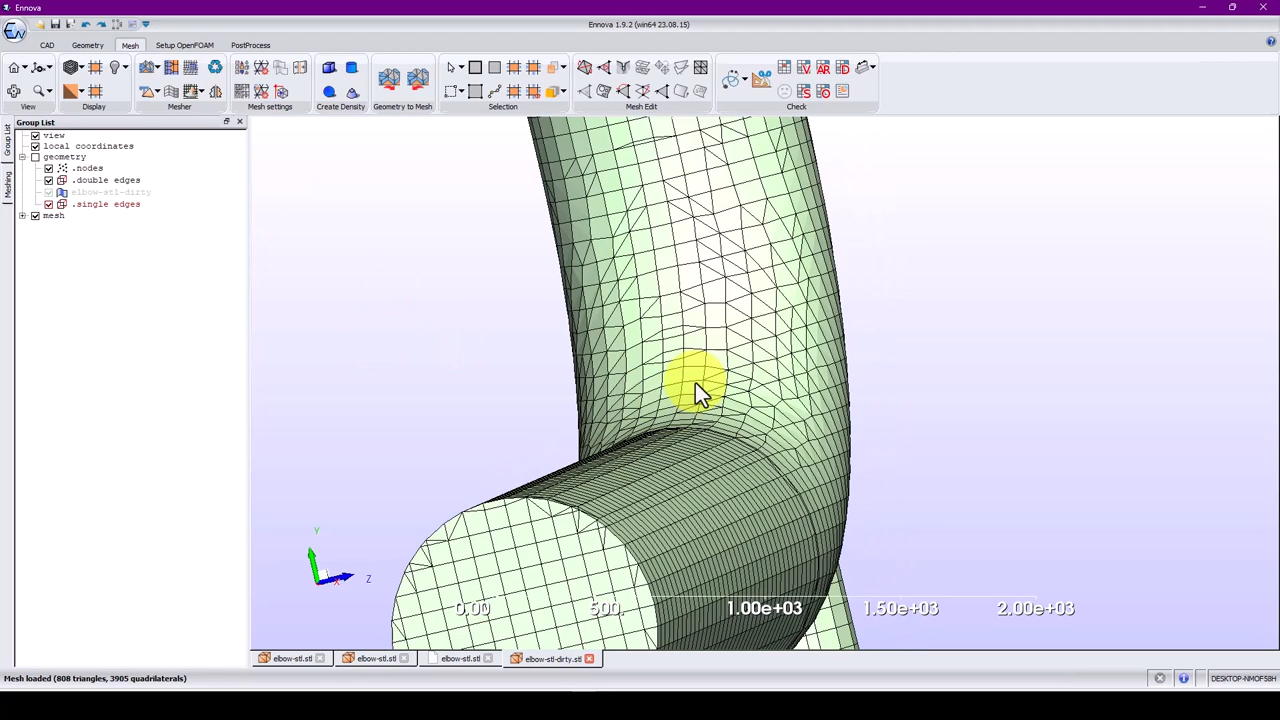 Ennova
Ennova 1.9.2 (win64 23.08.15)
CAD Geometry Mesh Setup OpenFOAM PostProcess
View Display Mesher Mesh settings Create Density Geometry to Mesh Selection Mesh Edit Check
Group List
Group List
Meshing
view
local coordinates
geometry
.nodes
.double edges
elbow-stl-dirty
.single edges
mesh
Y
Z
X
0.00 500. 1.00e+03 1.50e+03 2.00e+03
elbow-stl.stl elbow-stl.stl elbow-stl.stl elbow-stl-dirty.stl
Mesh loaded (808 triangles, 3905 quadrilaterals)
DESKTOP-NMOF5BH